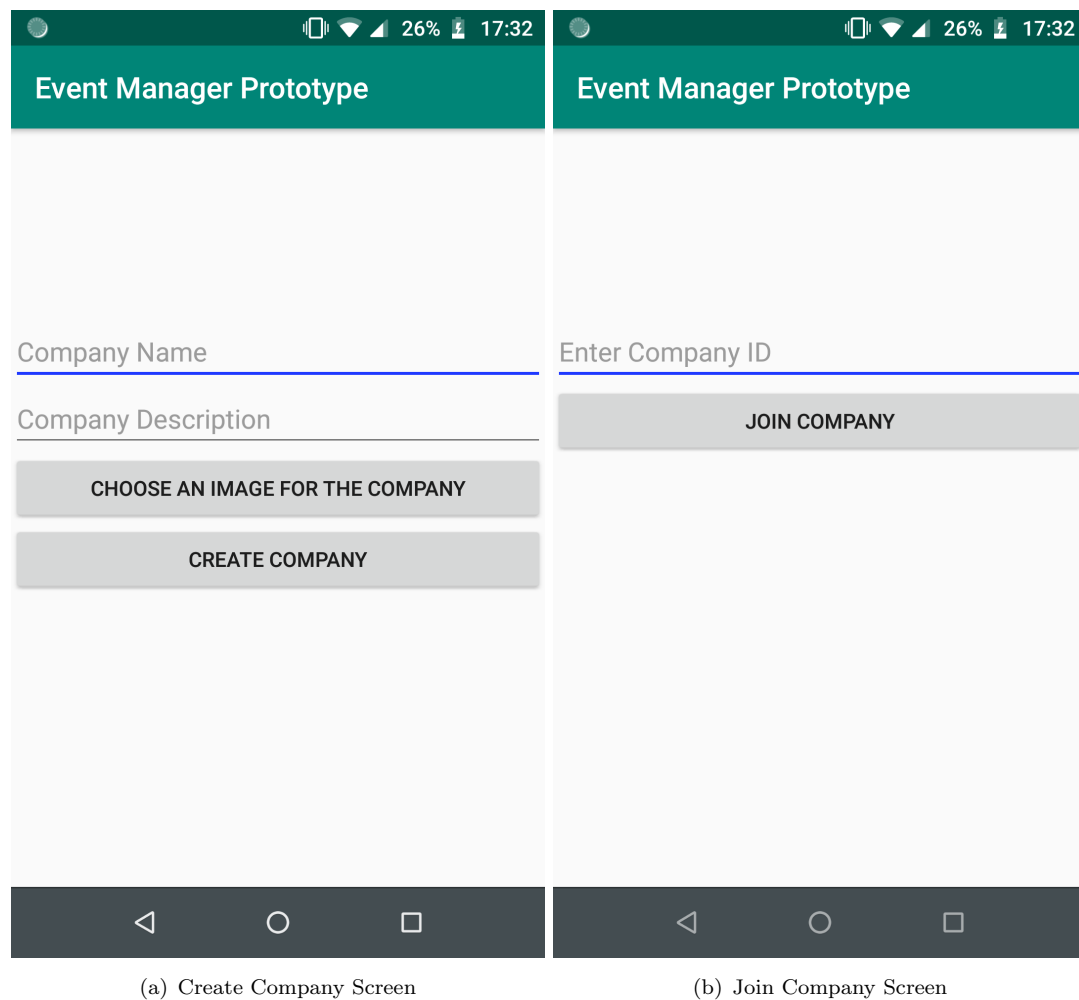 26% 17:32
Event Manager Prototype
Company Name
Company Description
CHOOSE AN IMAGE FOR THE COMPANY
CREATE COMPANY
(a) Create Company Screen
26% 17:32
Event Manager Prototype
Enter Company ID
JOIN COMPANY
(b) Join Company Screen